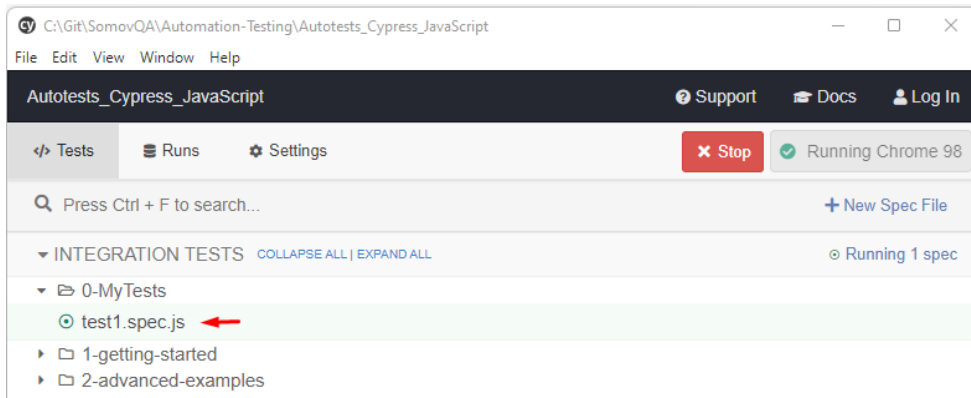 cy C:\Git\SomovQA\Automation-Testing\Autotests_Cypress_JavaScript
File Edit View Window Help
Autotests_Cypress_JavaScript Support Docs Log In
</> Tests Runs Settings Stop Running Chrome 98
Press Ctrl + F to search... + New Spec File
INTEGRATION TESTS COLLAPSE ALL | EXPAND ALL Running 1 spec
0-MyTests
test1.spec.js
1-getting-started
2-advanced-examples